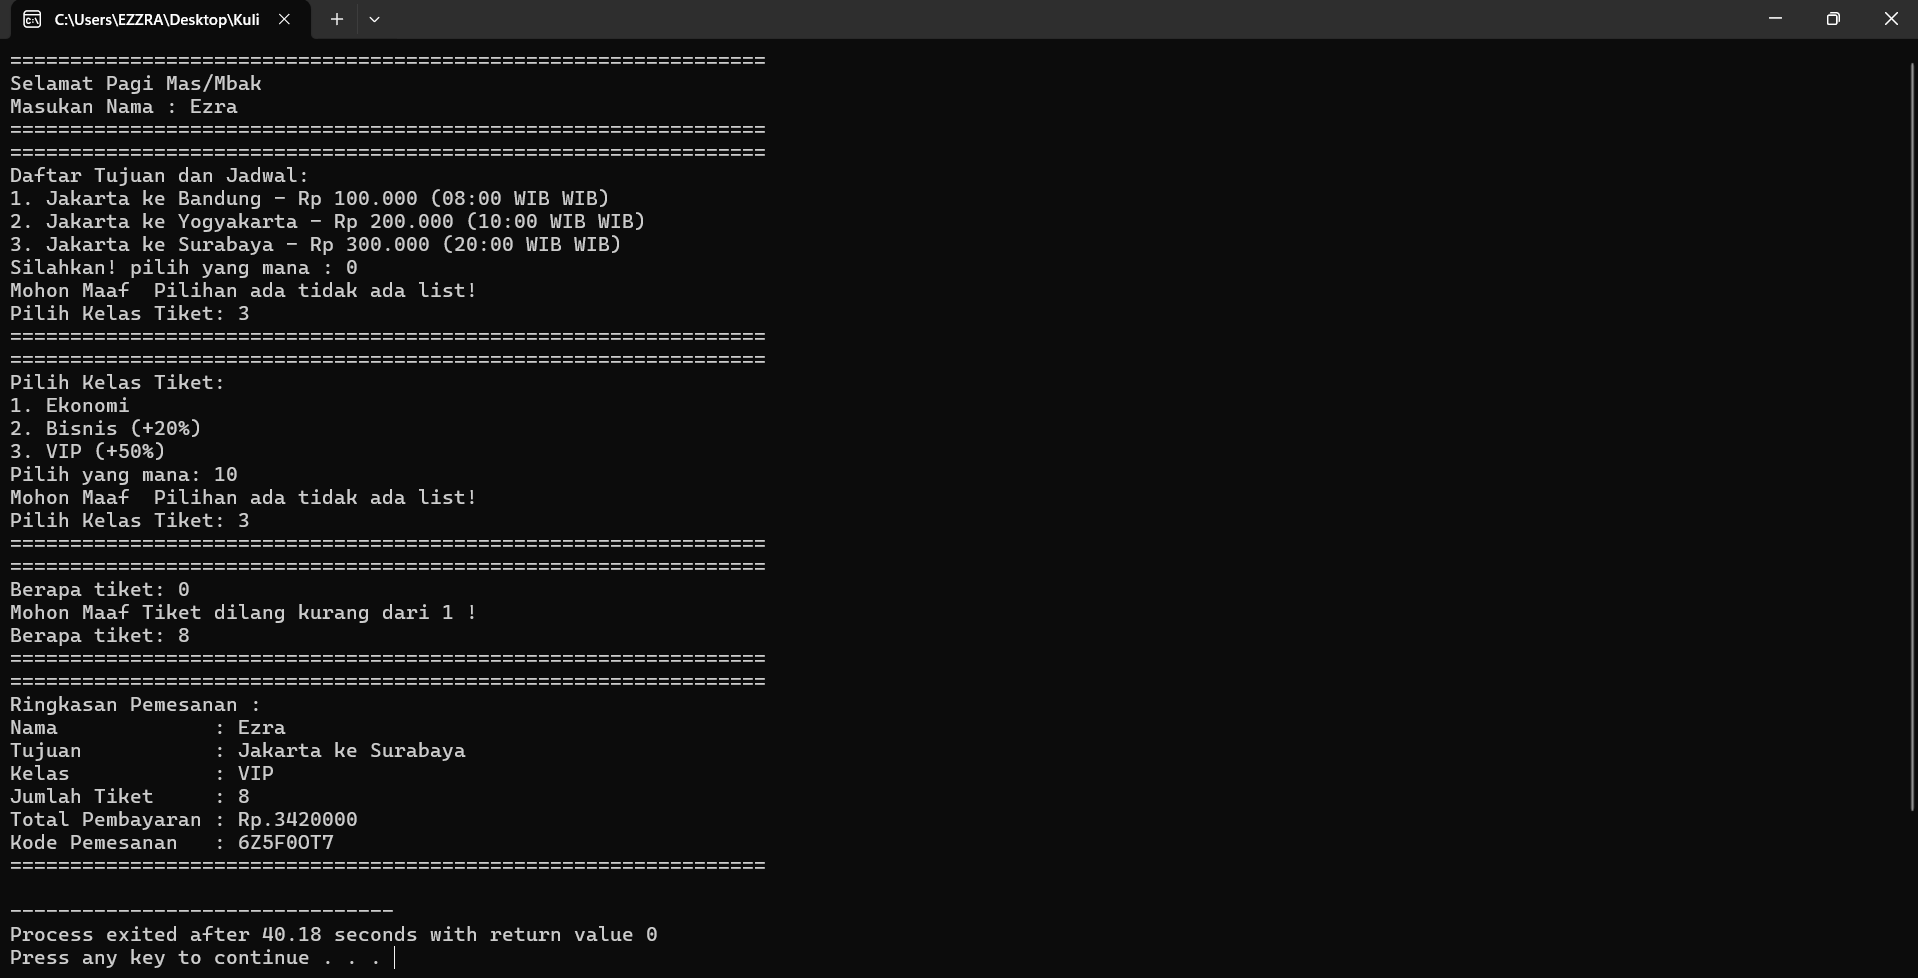 C:\Users\EZZRA\Desktop\Kuli
===============================================================
Selamat Pagi Mas/Mbak
Masukan Nama : Ezra
===============================================================
===============================================================
Daftar Tujuan dan Jadwal:
1. Jakarta ke Bandung - Rp 100.000 (08:00 WIB WIB)
2. Jakarta ke Yogyakarta - Rp 200.000 (10:00 WIB WIB)
3. Jakarta ke Surabaya - Rp 300.000 (20:00 WIB WIB)
Silahkan! pilih yang mana : 0
Mohon Maaf  Pilihan ada tidak ada list!
Pilih Kelas Tiket: 3
===============================================================
===============================================================
Pilih Kelas Tiket:
1. Ekonomi
2. Bisnis (+20%)
3. VIP (+50%)
Pilih yang mana: 10
Mohon Maaf  Pilihan ada tidak ada list!
Pilih Kelas Tiket: 3
===============================================================
===============================================================
Berapa tiket: 0
Mohon Maaf Tiket dilang kurang dari 1 !
Berapa tiket: 8
===============================================================
===============================================================
Ringkasan Pemesanan :
Nama             : Ezra
Tujuan           : Jakarta ke Surabaya
Kelas            : VIP
Jumlah Tiket     : 8
Total Pembayaran : Rp.3420000
Kode Pemesanan   : 6Z5F0OT7
===============================================================
--------------------------------
Process exited after 40.18 seconds with return value 0
Press any key to continue . . .